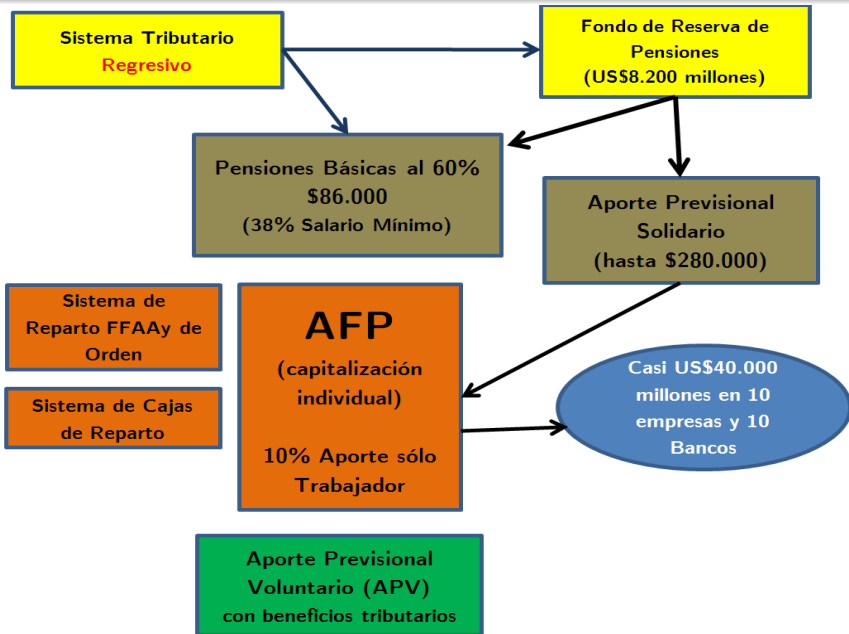 Sistema Tributario
Regresivo
Fondo de Reserva de
Pensiones
(US$8.200 millones)
Pensiones Básicas al 60%
$86.000
(38% Salario Mínimo)
Aporte Previsional
Solidario
(hasta $280.000)
Sistema de
Reparto FFAAy de
Orden
Sistema de Cajas
de Reparto
AFP
(capitalización
individual)
10% Aporte sólo
Trabajador
Casi US$40.000
millones en 10
empresas y 10
Bancos
Aporte Previsional
Voluntario (APV)
con beneficios tributarios